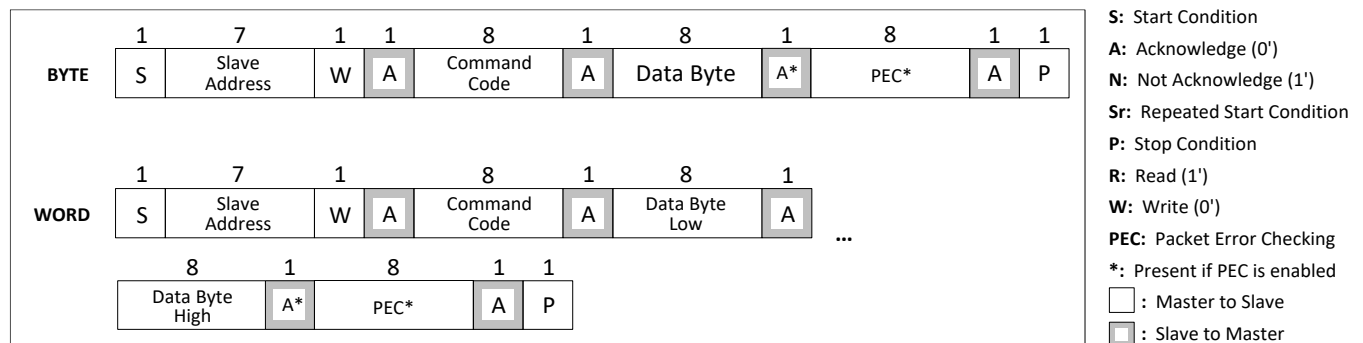 1 7 1 1 8 1 8 1 8 1 1
BYTE S Slave Address W A Command Code A Data Byte A* PEC* A P
1 7 1 8 1 8 1
WORD S Slave Address W A Command Code A Data Byte Low A ...
8 1 8 1 1
Data Byte High A* PEC* A P
S: Start Condition
A: Acknowledge (0')
N: Not Acknowledge (1')
Sr: Repeated Start Condition
P: Stop Condition
R: Read (1')
W: Write (0')
PEC: Packet Error Checking
*: Present if PEC is enabled
: Master to Slave
: Slave to Master